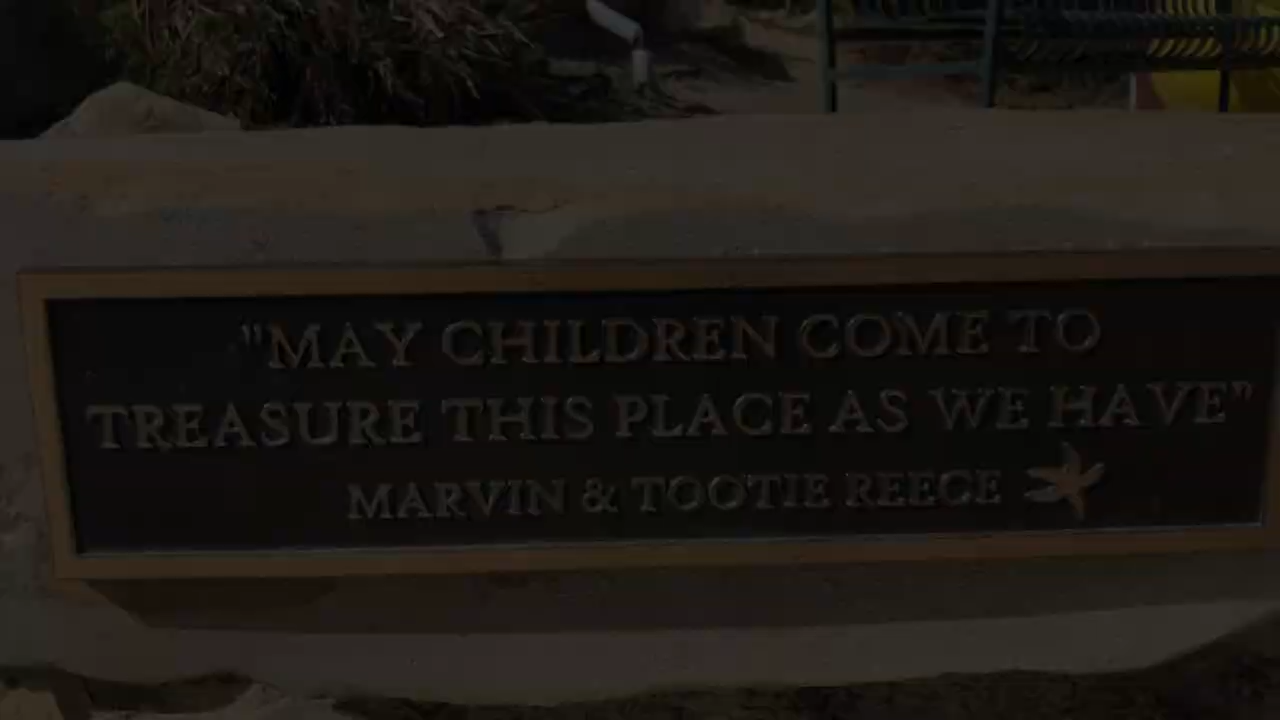 "MAY CHILDREN COME TO
TREASURE THIS PLACE AS WE HAVE"
MARVIN & TOOTIE REECE